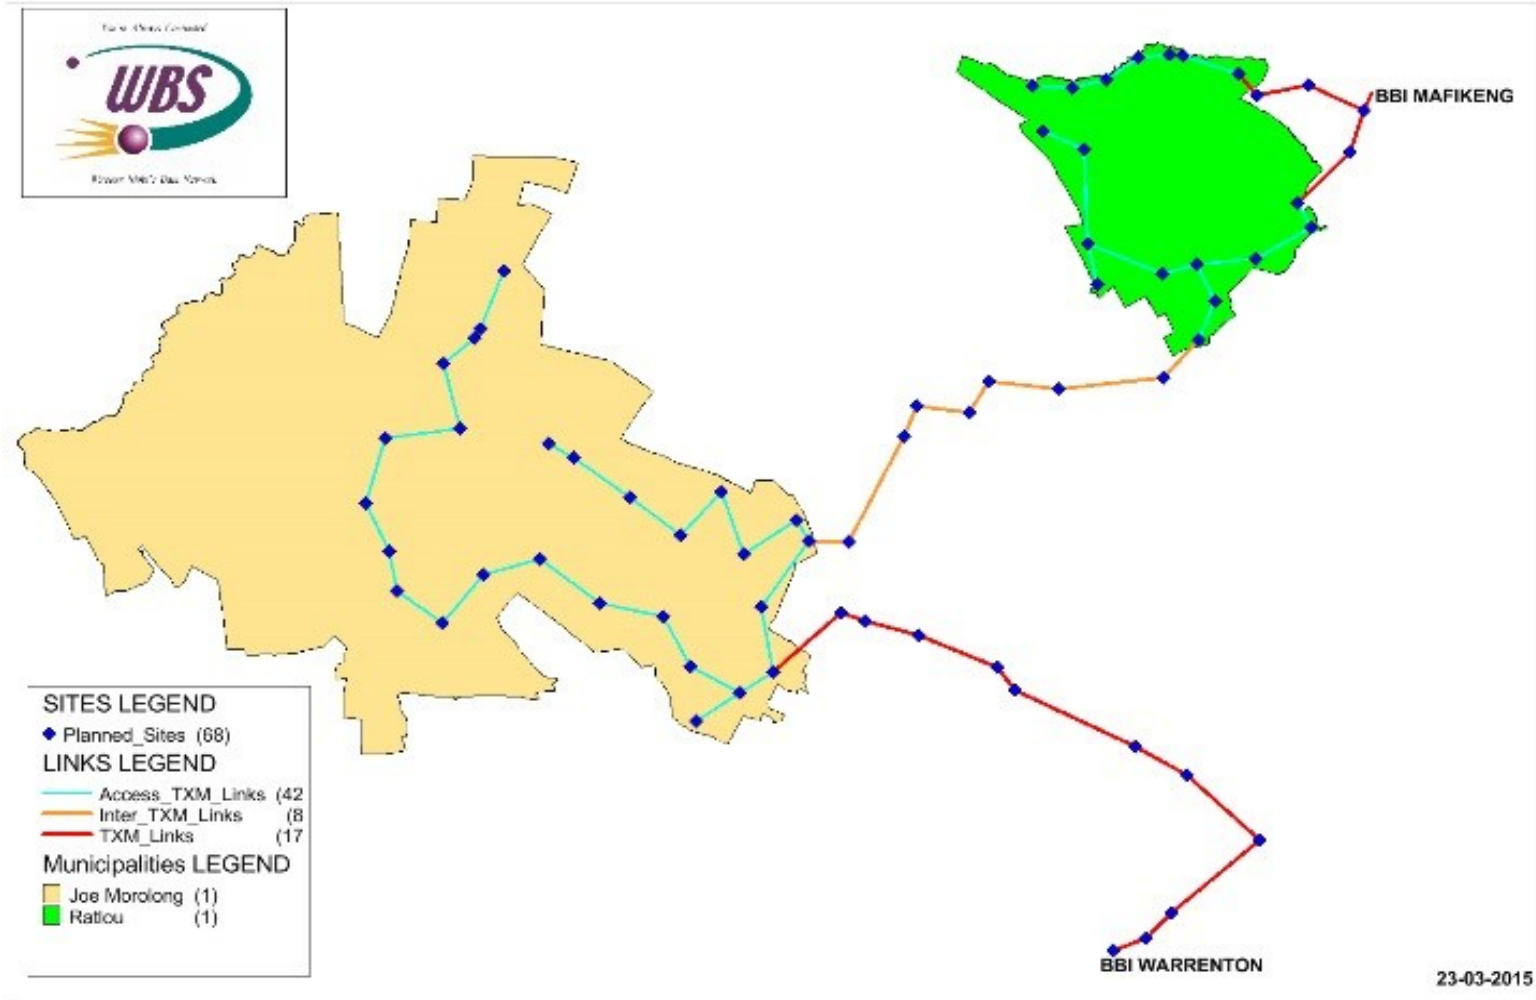 WBS
BBI MAFIKENG
SITES LEGEND
Planned_Sites (68)
LINKS LEGEND
Access_TXM_Links (42
Inter_TXM_Links (8
TXM_Links (17
Municipalities LEGEND
Joe Morolong (1)
Ratlou (1)
BBI WARRENTON
23-03-2015